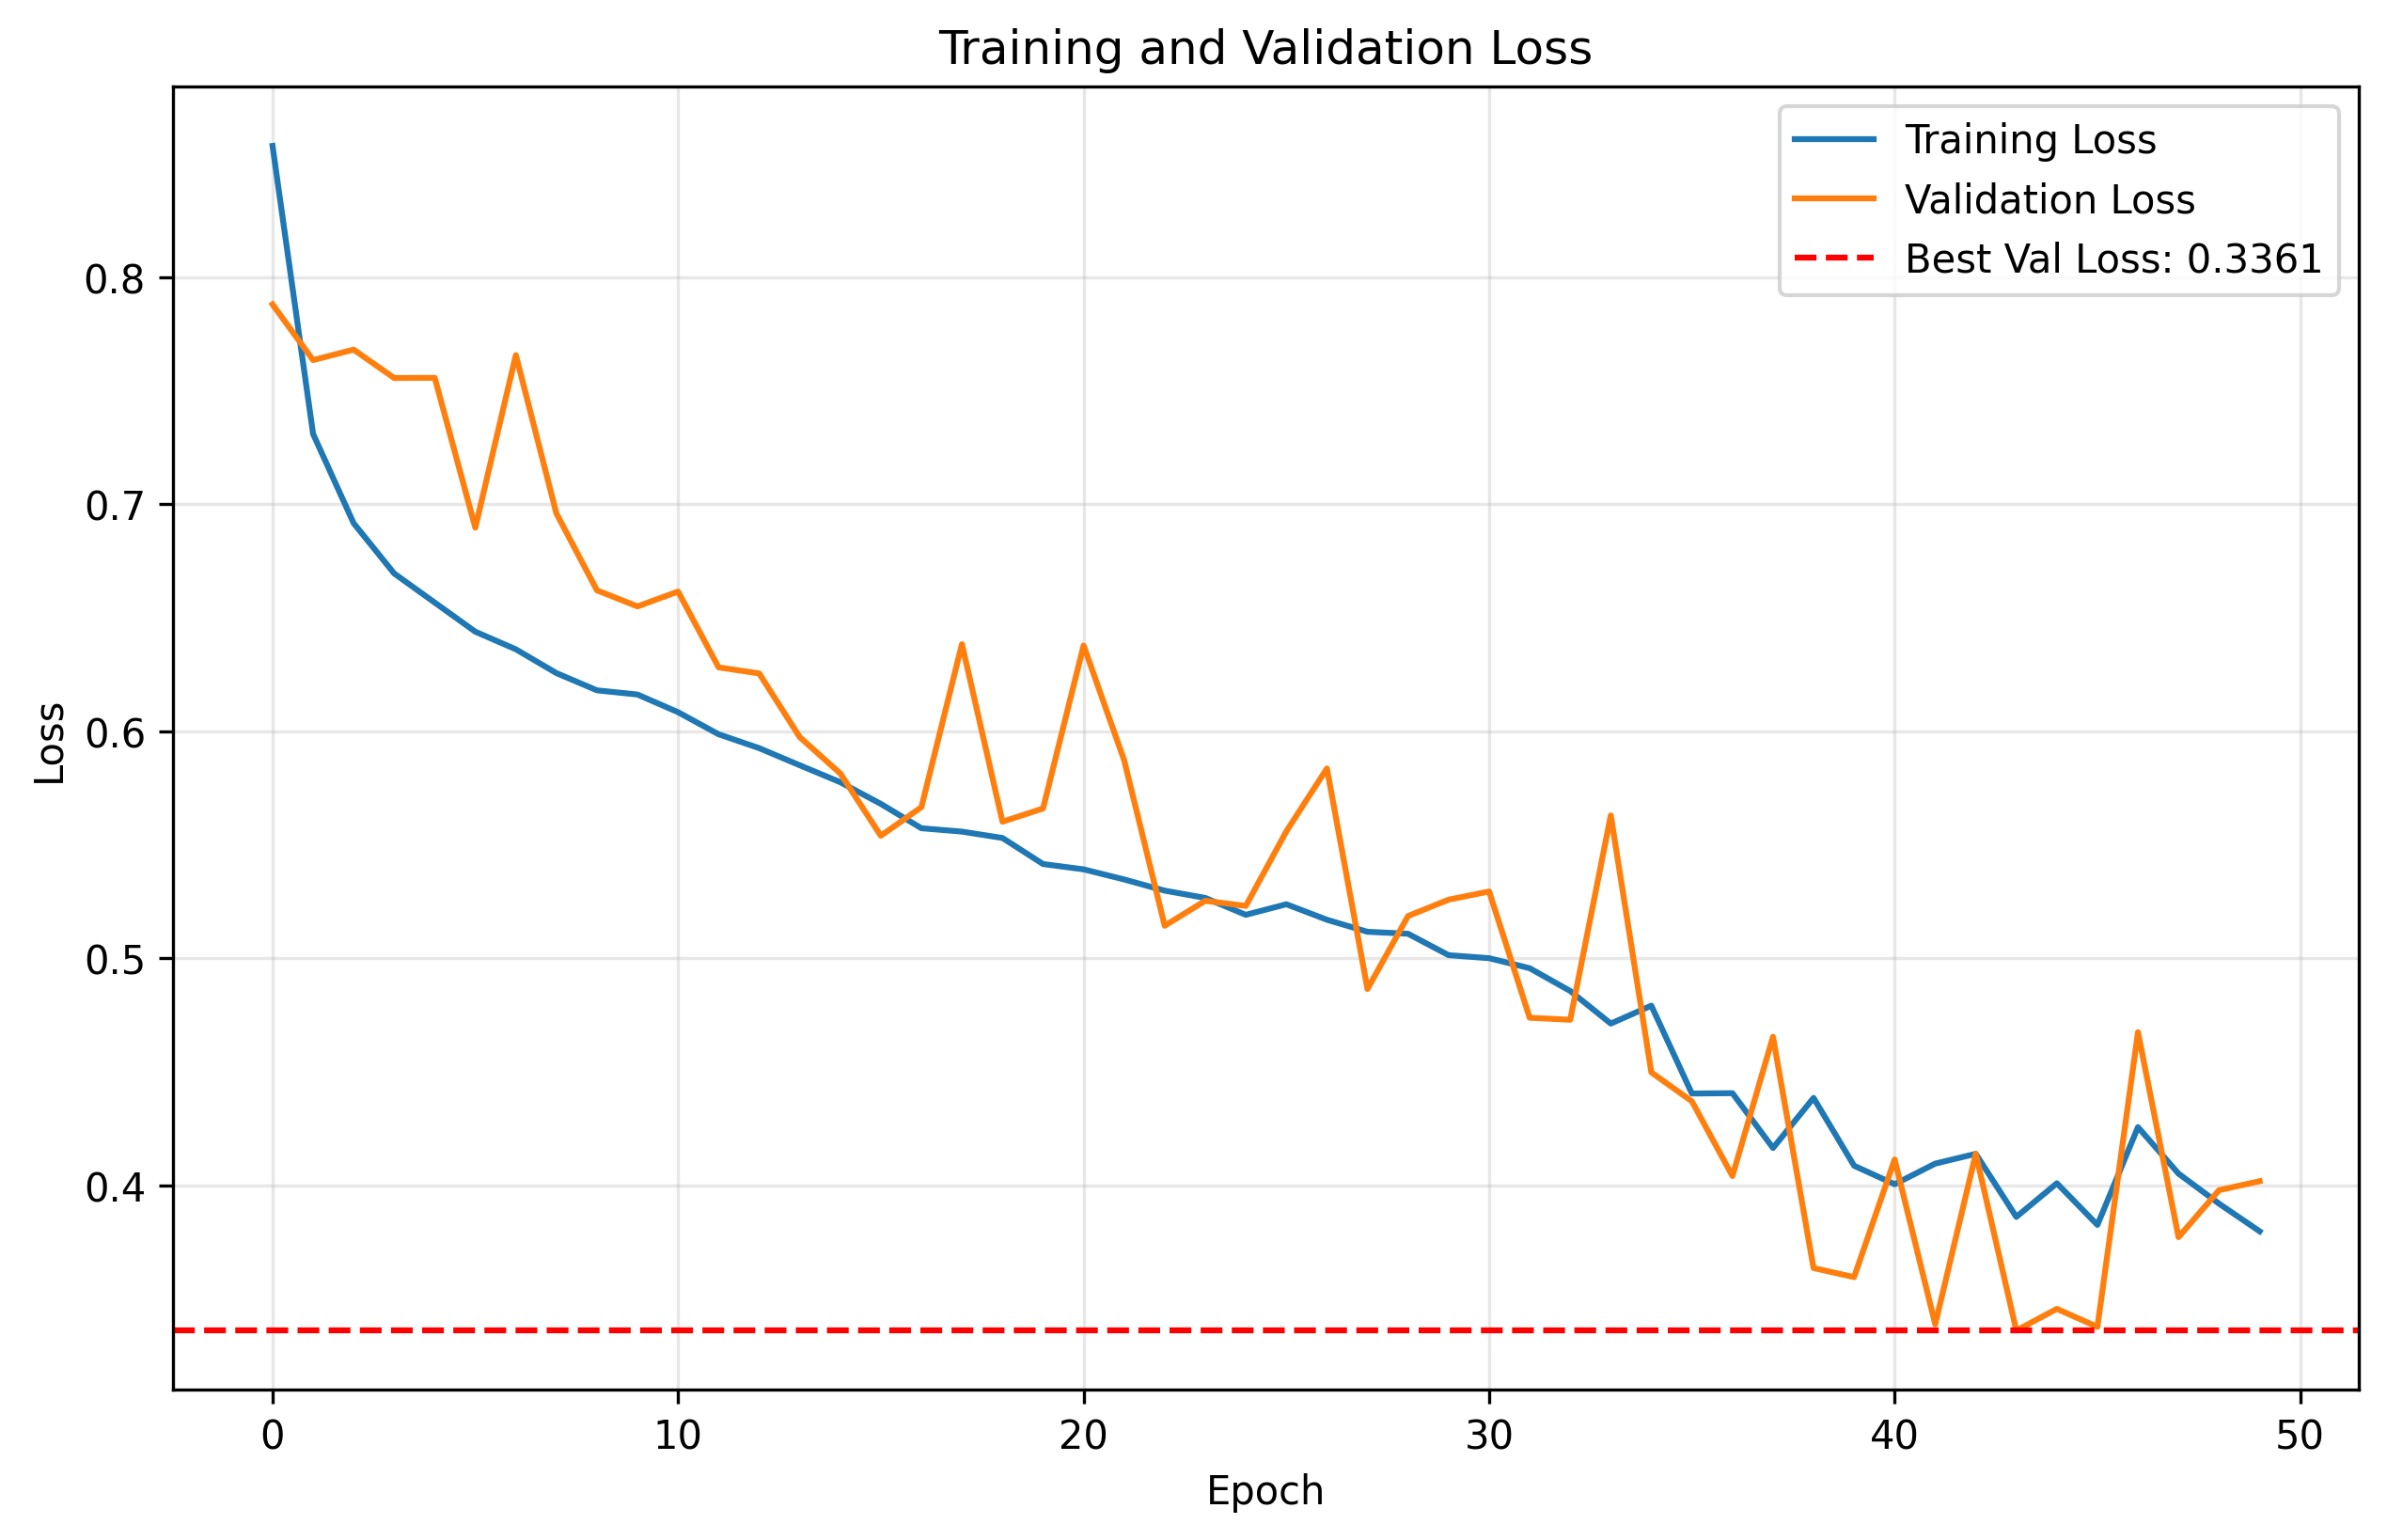 Training and Validation Loss
Training Loss
Validation Loss
Best Val Loss: 0.3361
0.8
0.7
0.6
0.5
0.4
Loss
0 10 20 30 40 50
Epoch